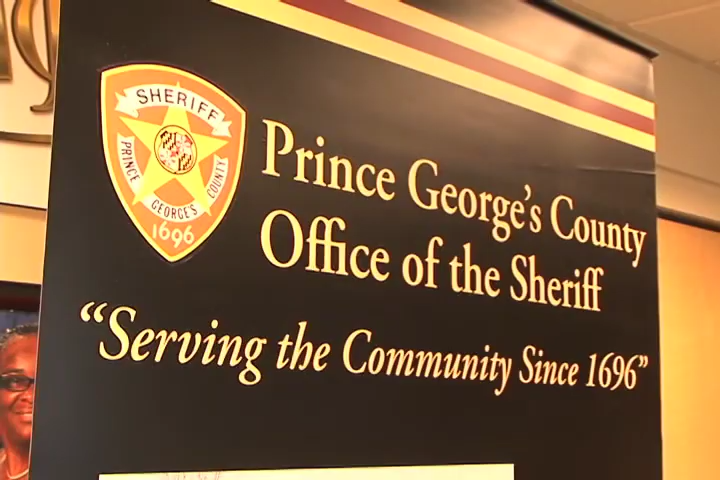 SHERIFF
PRINCE
GEORGE'S
COUNTY
1696
Prince George's County
Office of the Sheriff
“Serving the Community Since 1696”